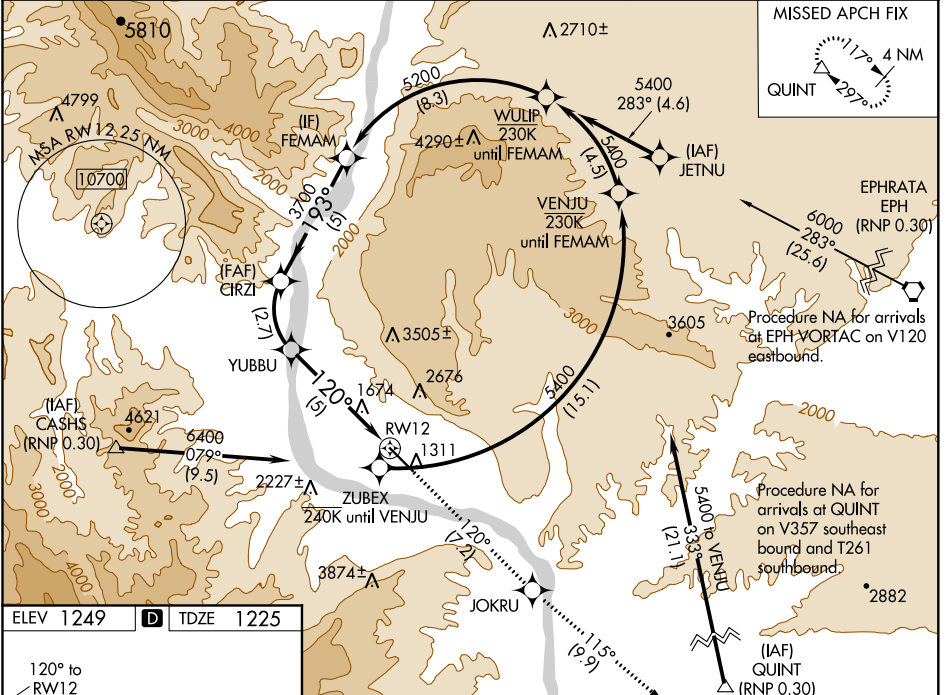 5810
2710±
MISSED APCH FIX
117°
4 NM
QUINT
297°
4799
3000
4000
2000
MSA RW12 25 NM
10700
(IF)
FEMAM
5200
(8.3)
4290±
WULIP
230K
until FEMAM
5400
283° (4.6)
(IAF)
JETNU
5400
(4.5)
VENJU
230K
until FEMAM
EPHRATA
EPH
(RNP 0.30)
6000
283°
(25.6)
Procedure NA for arrivals
at EPH VORTAC on V120
eastbound.
3700
193°
(5)
2000
(FAF)
CIRZI
(2.7)
YUBBU
3505±
3000
3605
2676
1674
120°
(5)
RW12
1311
5400
(15.1)
2000
(IAF)
CASHS
(RNP 0.30)
4621
6400
079°
(9.5)
2227±
3000
2000
ZUBEX
240K until VENJU
120°
(7.2)
5400 to VENJU
333°
(21.1)
Procedure NA for
arrivals at QUINT
on V357 southeast
bound and T261
southbound.
4000
3874±
JOKRU
2882
115°
(9.9)
(IAF)
QUINT
(RNP 0.30)
ELEV 1249 D TDZE 1225
120° to
RW12